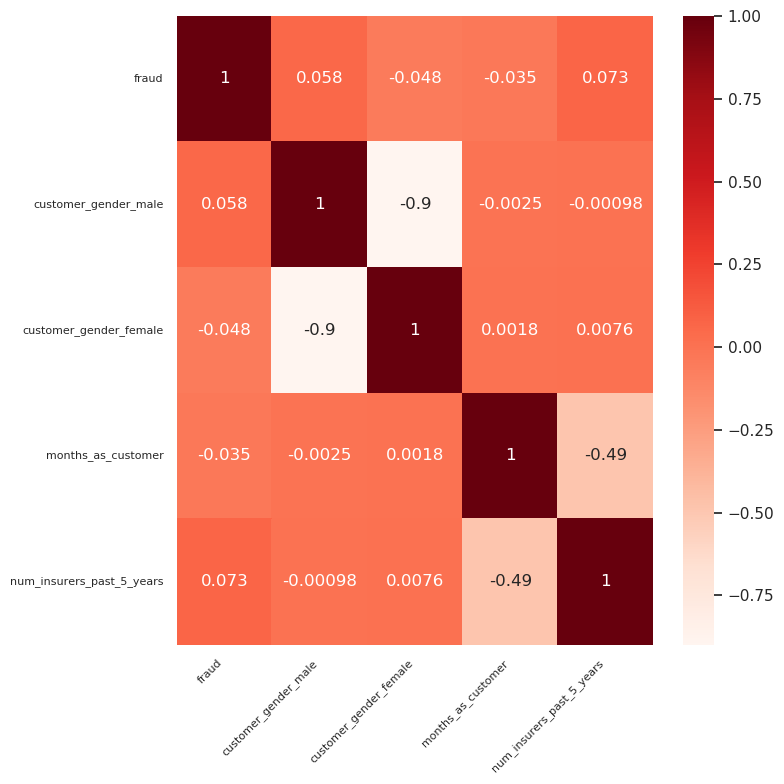 fraud 1 0.058 -0.048 -0.035 0.073
customer_gender_male 0.058 1 -0.9 -0.0025 -0.00098
customer_gender_female -0.048 -0.9 1 0.0018 0.0076
months_as_customer -0.035 -0.0025 0.0018 1 -0.49
num_insurers_past_5_years 0.073 -0.00098 0.0076 -0.49 1
fraud
customer_gender_male
customer_gender_female
months_as_customer
num_insurers_past_5_years
1.00
0.75
0.50
0.25
0.00
−0.25
−0.50
−0.75